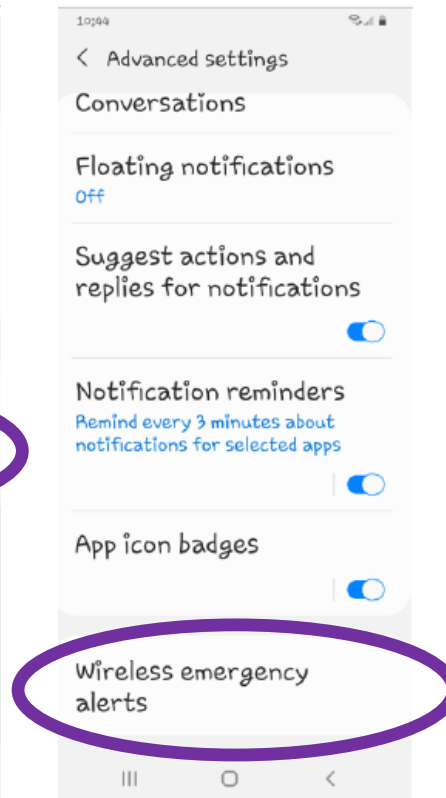 10:44
Advanced settings
Conversations
Floating notifications
Off
Suggest actions and
replies for notifications
Notification reminders
Remind every 3 minutes about
notifications for selected apps
App icon badges
Wireless emergency
alerts